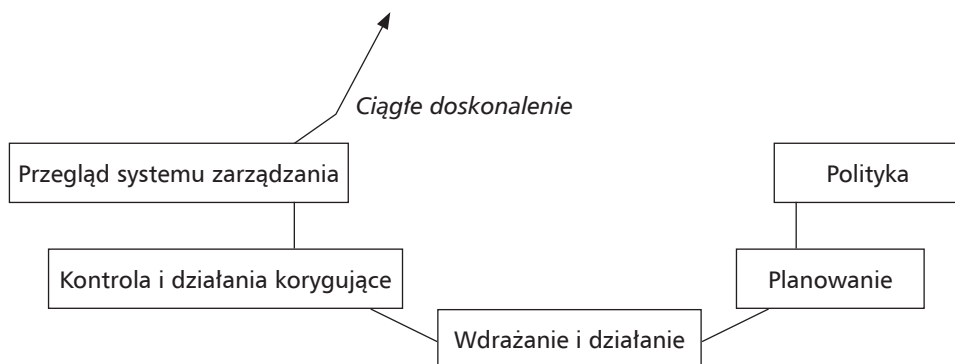 Ciągłe doskonalenie
Przegląd systemu zarządzania
Polityka
Kontrola i działania korygujące
Planowanie
Wdrażanie i działanie